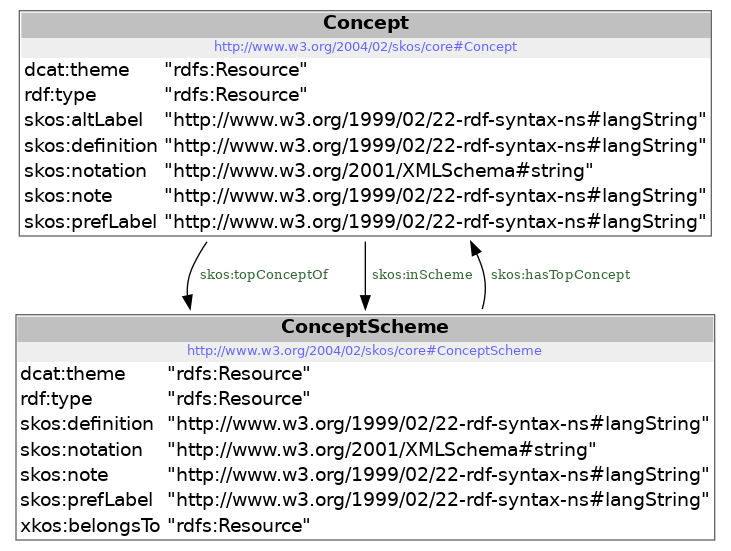 Concept
http://www.w3.org/2004/02/skos/core#Concept
dcat:theme "rdfs:Resource"
rdf:type "rdfs:Resource"
skos:altLabel "http://www.w3.org/1999/02/22-rdf-syntax-ns#langString"
skos:definition "http://www.w3.org/1999/02/22-rdf-syntax-ns#langString"
skos:notation "http://www.w3.org/2001/XMLSchema#string"
skos:note "http://www.w3.org/1999/02/22-rdf-syntax-ns#langString"
skos:prefLabel "http://www.w3.org/1999/02/22-rdf-syntax-ns#langString"
skos:topConceptOf skos:inScheme skos:hasTopConcept
ConceptScheme
http://www.w3.org/2004/02/skos/core#ConceptScheme
dcat:theme "rdfs:Resource"
rdf:type "rdfs:Resource"
skos:definition "http://www.w3.org/1999/02/22-rdf-syntax-ns#langString"
skos:notation "http://www.w3.org/2001/XMLSchema#string"
skos:note "http://www.w3.org/1999/02/22-rdf-syntax-ns#langString"
skos:prefLabel "http://www.w3.org/1999/02/22-rdf-syntax-ns#langString"
xkos:belongsTo "rdfs:Resource"